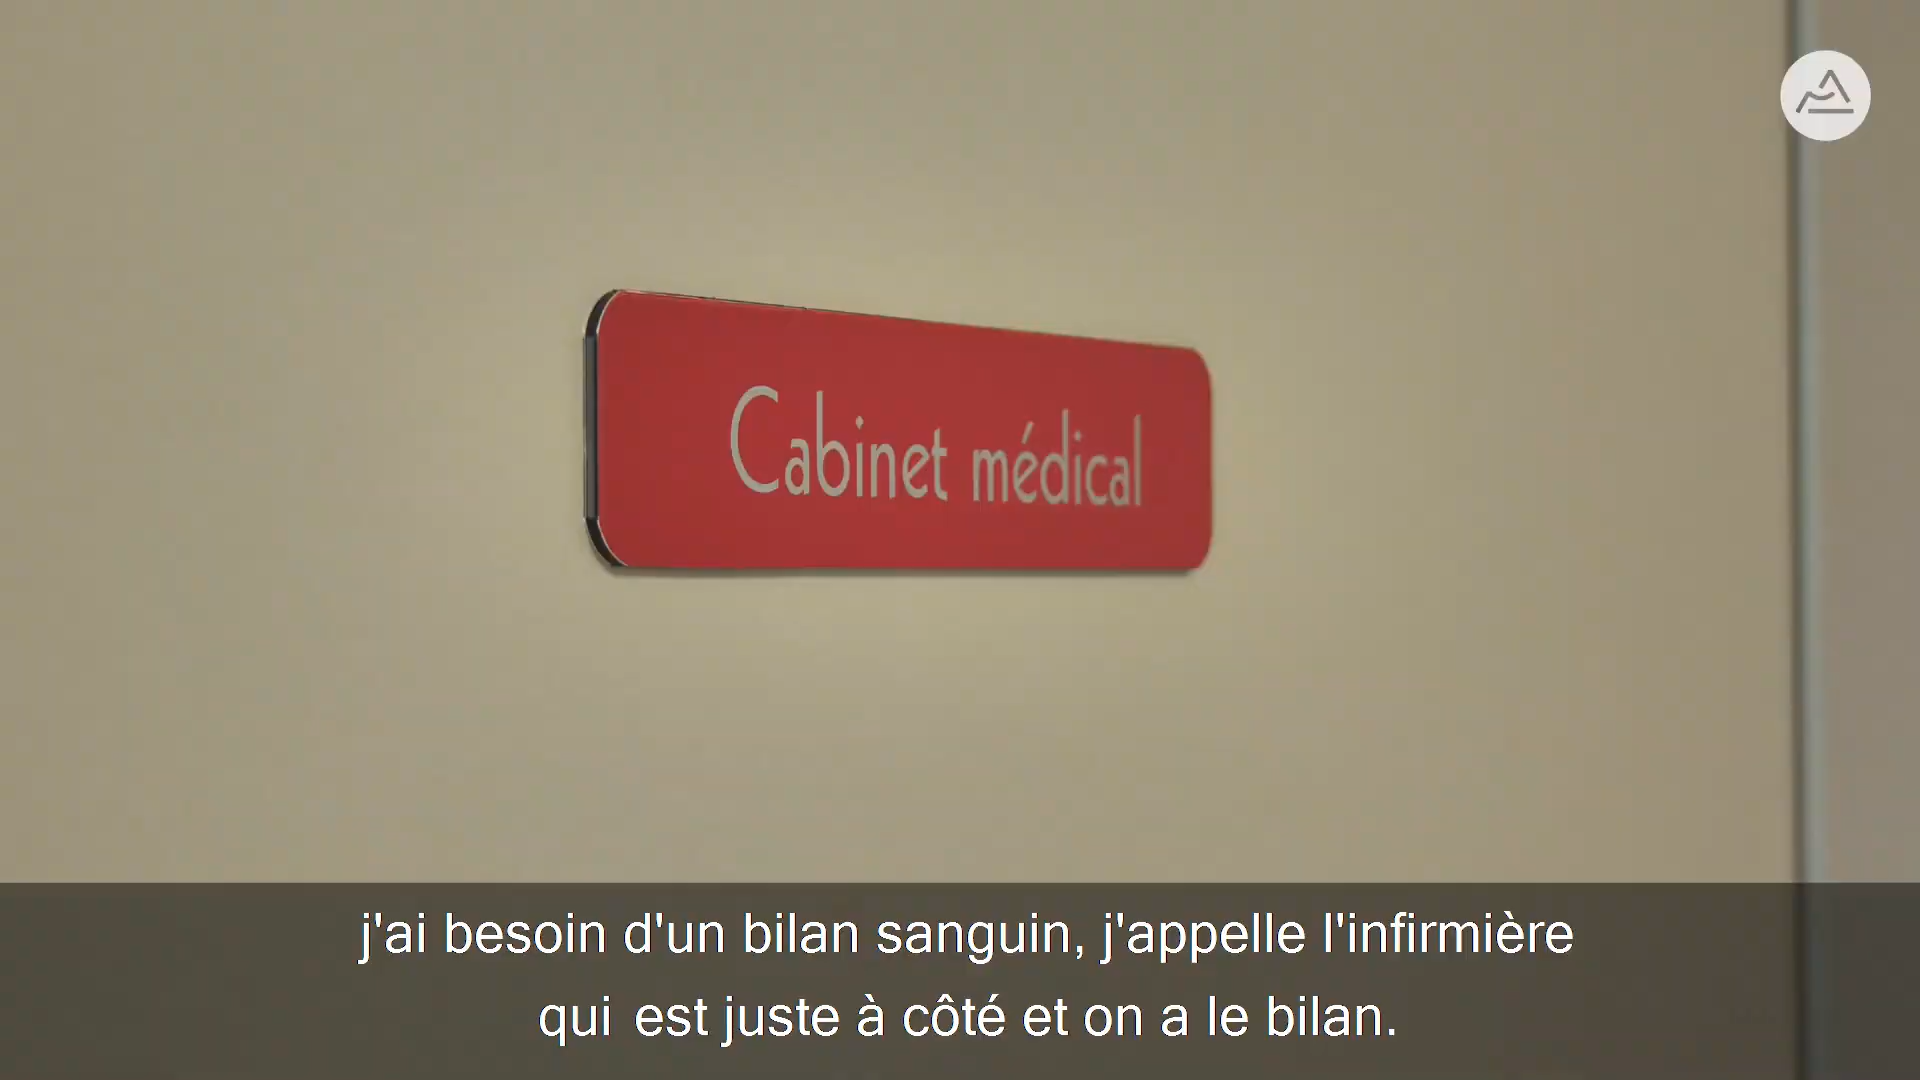 Cabinet médical
j'ai besoin d'un bilan sanguin, j'appelle l'infirmière
qui est juste à côté et on a le bilan.